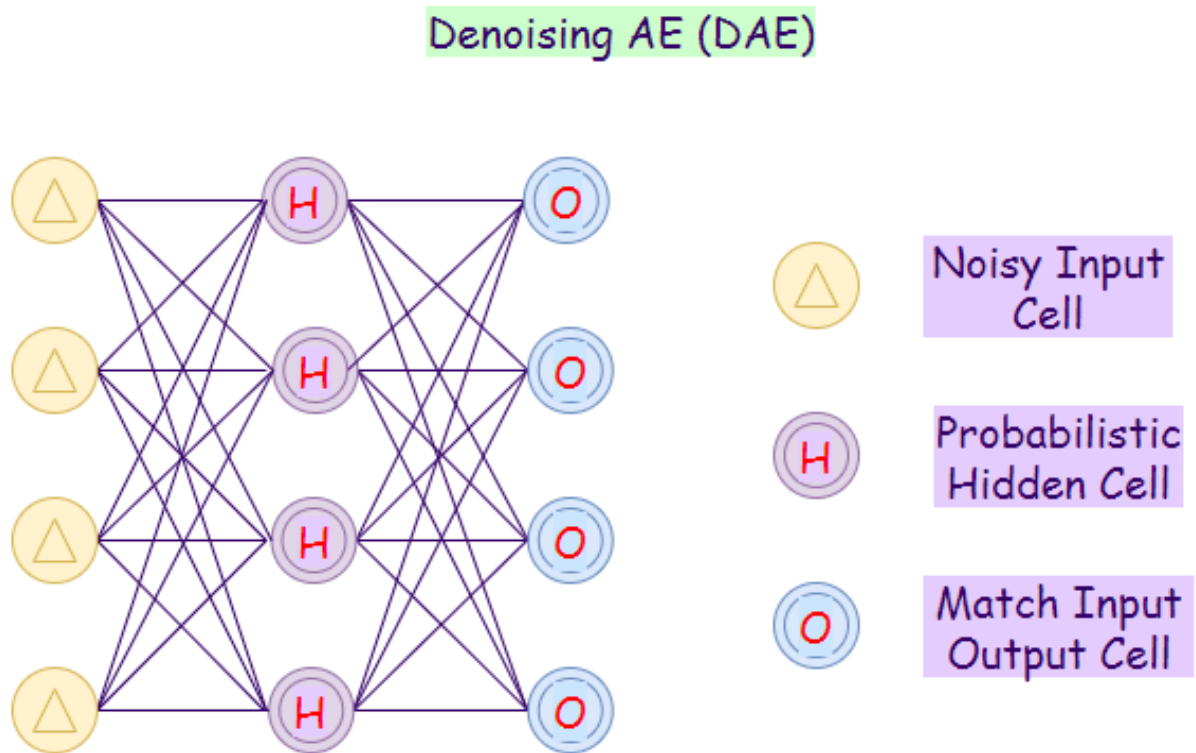 Denoising AE (DAE)
H O
H O
H O
H O
Noisy Input
Cell
H
Probabilistic
Hidden Cell
O
Match Input
Output Cell